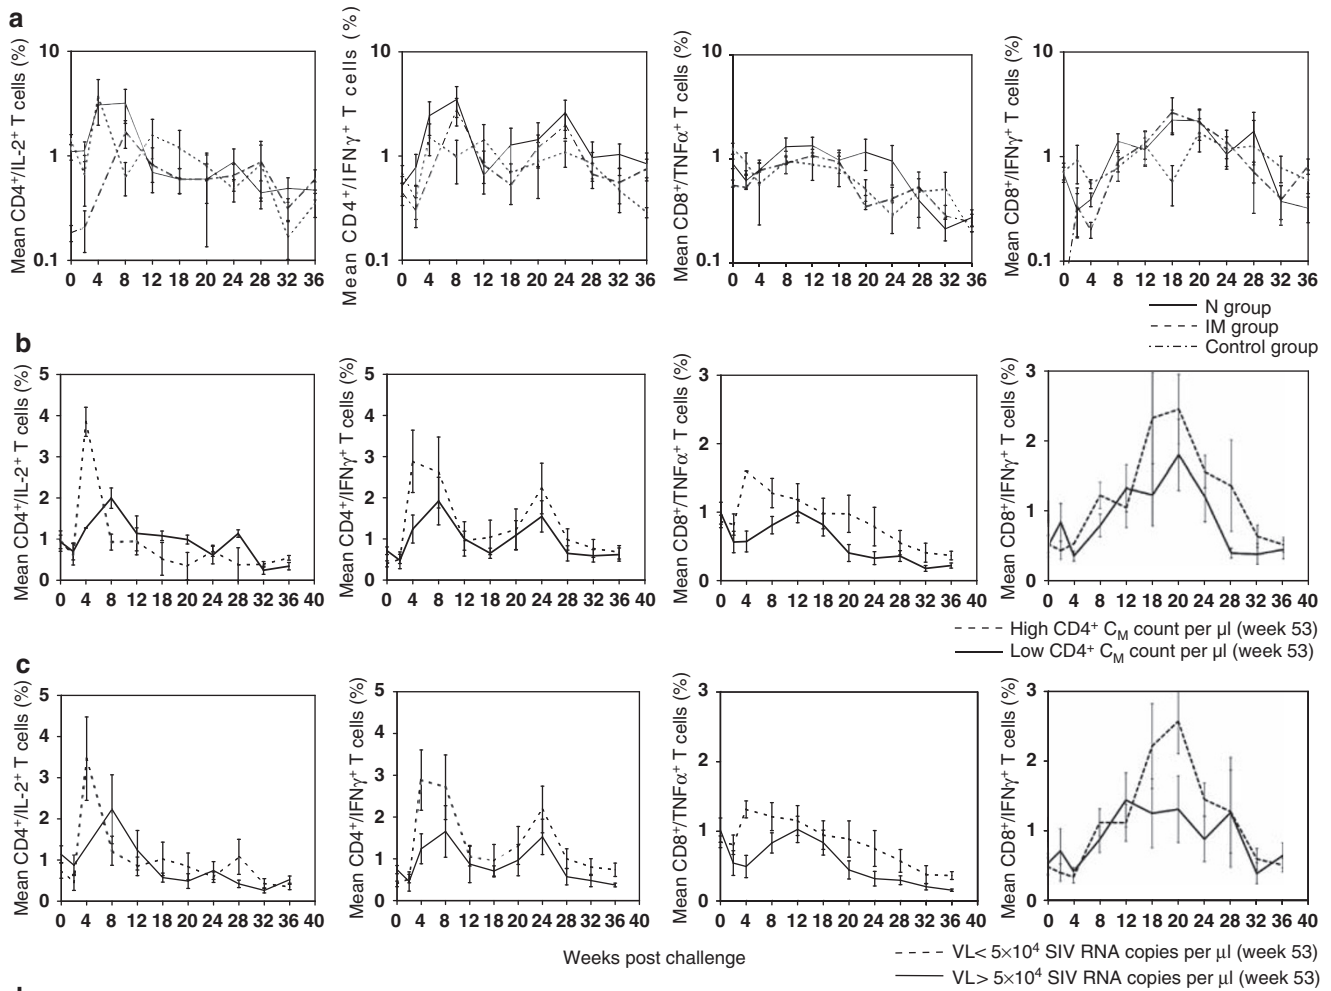 a
Mean CD4+/IL-2+ T cells (%)
10
1
0.1
0 4 8 12 16 20 24 28 32 36
Mean CD4+/IFNγ+ T cells (%)
10
1
0.1
0 4 8 14 18 20 24 28 32 36
Mean CD8+/TNFα+ T cells (%)
10
1
0.1
0 4 8 12 18 20 24 28 32 36
Mean CD8+/IFNγ+ T cells (%)
10
1
0.1
0 4 8 12 18 20 24 28 32 36
N group
IM group
Control group
b
Mean CD4+/IL-2+ T cells (%)
5
4
3
2
1
0
0 4 8 12 16 20 24 28 32 36 40
Mean CD4+/IFNγ+ T cells (%)
5
4
3
2
1
0
0 4 8 12 16 20 24 28 32 36 40
Mean CD8+/TNFα+ T cells (%)
3
2
1
0
0 4 8 12 16 20 24 28 32 36 40
Mean CD8+/IFNγ+ T cells (%)
3
2
1
0
0 4 8 12 16 20 24 28 32 36 40
High CD4+ CM count per µl (week 53)
Low CD4+ CM count per µl (week 53)
c
Mean CD4+/IL-2+ T cells (%)
5
4
3
2
1
0
0 4 8 12 16 20 24 28 32 36 40
Mean CD4+/IFNγ+ T cells (%)
5
4
3
2
1
0
0 4 8 12 16 20 24 28 32 36 40
Mean CD8+/TNFα+ T cells (%)
3
2
1
0
0 4 8 12 16 20 24 28 32 36 40
Mean CD8+/IFNγ+ T cells (%)
3
2
1
0
0 4 8 12 16 20 24 28 32 36 40
Weeks post challenge
VL< 5×10⁴ SIV RNA copies per µl (week 53)
VL> 5×10⁴ SIV RNA copies per µl (week 53)